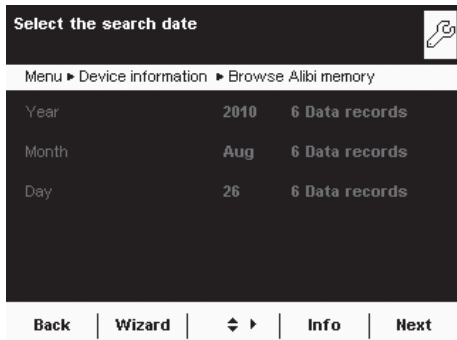 Select the search date
Menu ▸ Device information ▸ Browse Alibi memory
Year 2010 6 Data records
Month Aug 6 Data records
Day 26 6 Data records
Back Wizard Info Next